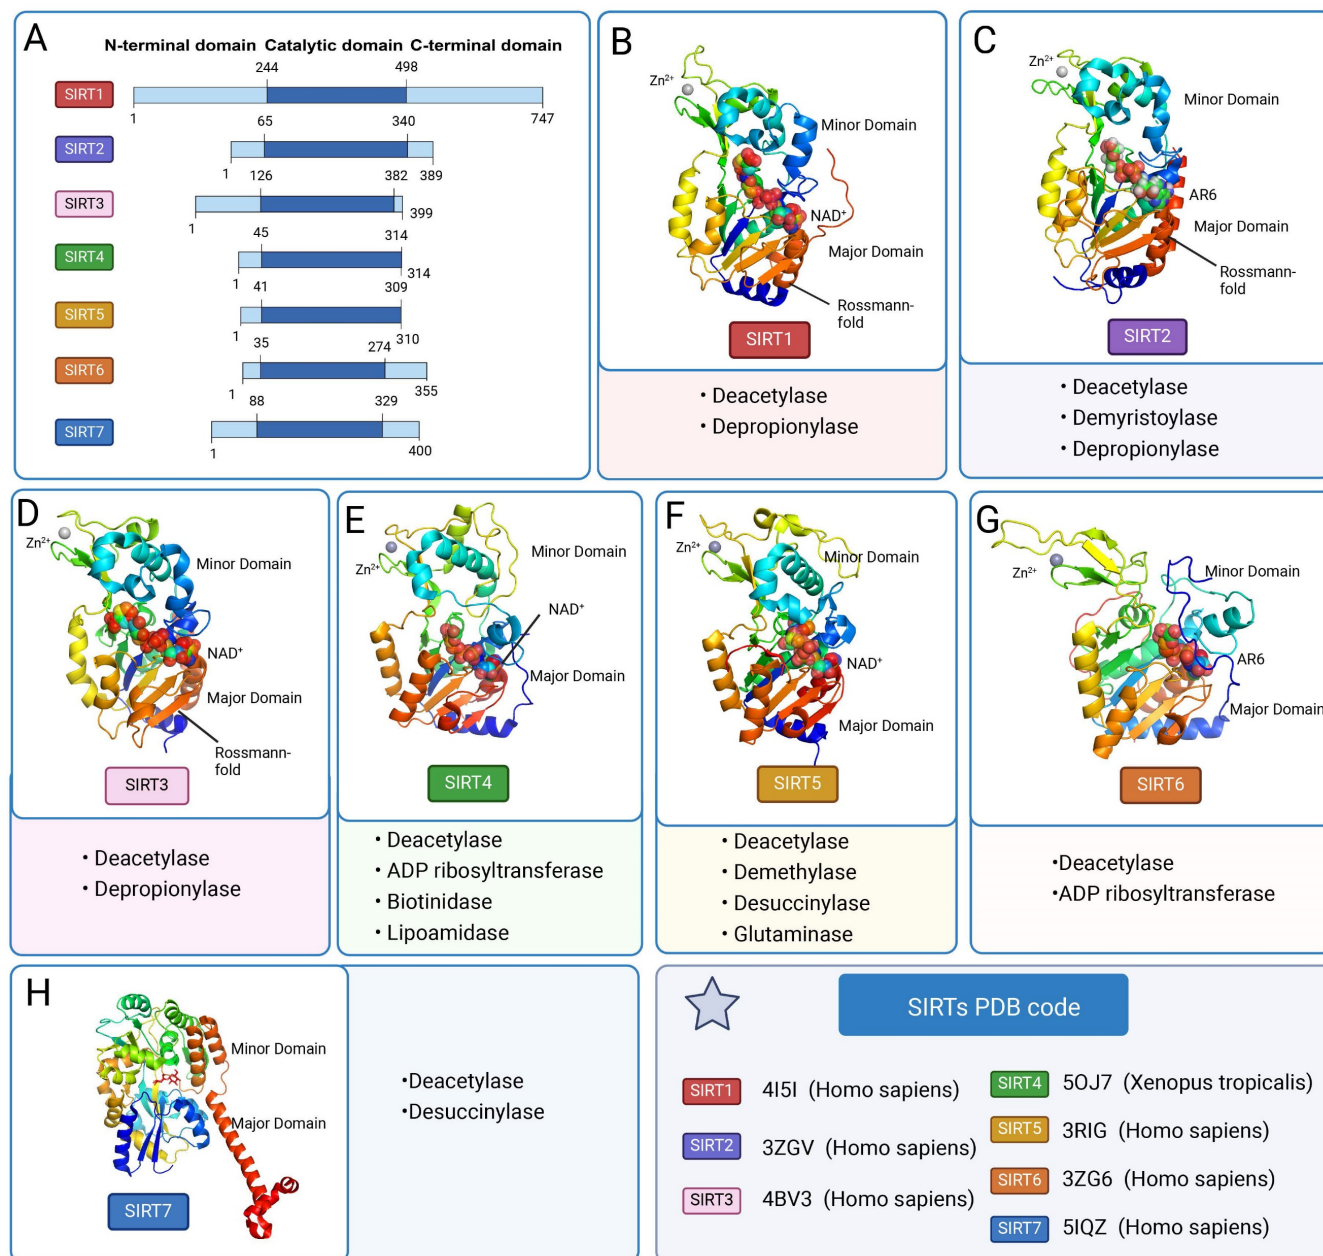 A
N-terminal domain Catalytic domain C-terminal domain
244 498
SIRT1
1 747
65 340
SIRT2
1 389
126 382
SIRT3
1 399
45 314
SIRT4
1 314
41 309
SIRT5
1 310
35 274
SIRT6
1 355
88 329
SIRT7
1 400
B
Zn²⁺
Minor Domain
NAD⁺
Major Domain
Rossmann-
fold
SIRT1
• Deacetylase
• Depropionylase
C
Zn²⁺
Minor Domain
AR6
Major Domain
Rossmann-
fold
SIRT2
• Deacetylase
• Demyristoylase
• Depropionylase
D
Zn²⁺
Minor Domain
NAD⁺
Major Domain
Rossmann-
fold
SIRT3
• Deacetylase
• Depropionylase
E
Zn²⁺
Minor Domain
NAD⁺
Major Domain
SIRT4
• Deacetylase
• ADP ribosyltransferase
• Biotinidase
• Lipoamidase
F
Zn²⁺
Minor Domain
NAD⁺
Major Domain
SIRT5
• Deacetylase
• Demethylase
• Desuccinylase
• Glutaminase
G
Zn²⁺
Minor Domain
AR6
Major Domain
SIRT6
•Deacetylase
•ADP ribosyltransferase
H
Minor Domain
Major Domain
SIRT7
•Deacetylase
•Desuccinylase
SIRTs PDB code
SIRT1 4I5I (Homo sapiens)
SIRT2 3ZGV (Homo sapiens)
SIRT3 4BV3 (Homo sapiens)
SIRT4 5OJ7 (Xenopus tropicalis)
SIRT5 3RIG (Homo sapiens)
SIRT6 3ZG6 (Homo sapiens)
SIRT7 5IQZ (Homo sapiens)